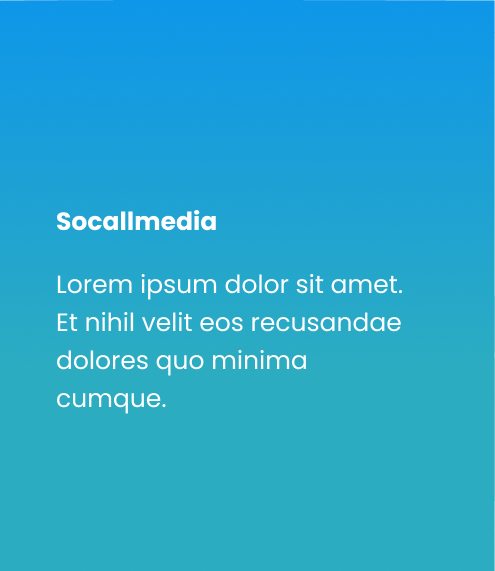 Socallmedia
Lorem ipsum dolor sit amet.
Et nihil velit eos recusandae
dolores quo minima
cumque.